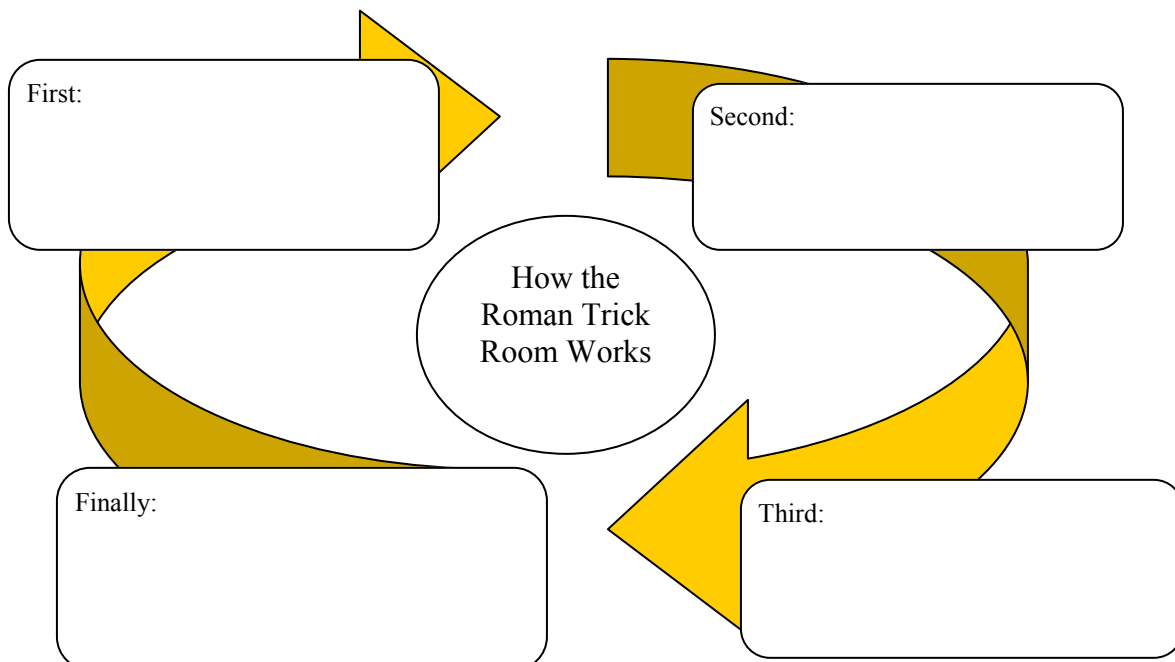 First:
Second:
How the
Roman Trick
Room Works
Third:
Finally: